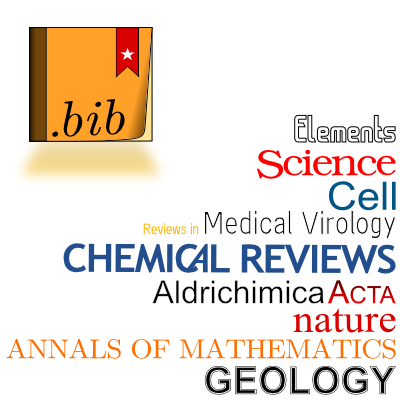 .bib
Elements
Science
Cell
Reviews in Medical Virology
CHEMICAL REVIEWS
Aldrichimica ACTA
nature
ANNALS OF MATHEMATICS
GEOLOGY